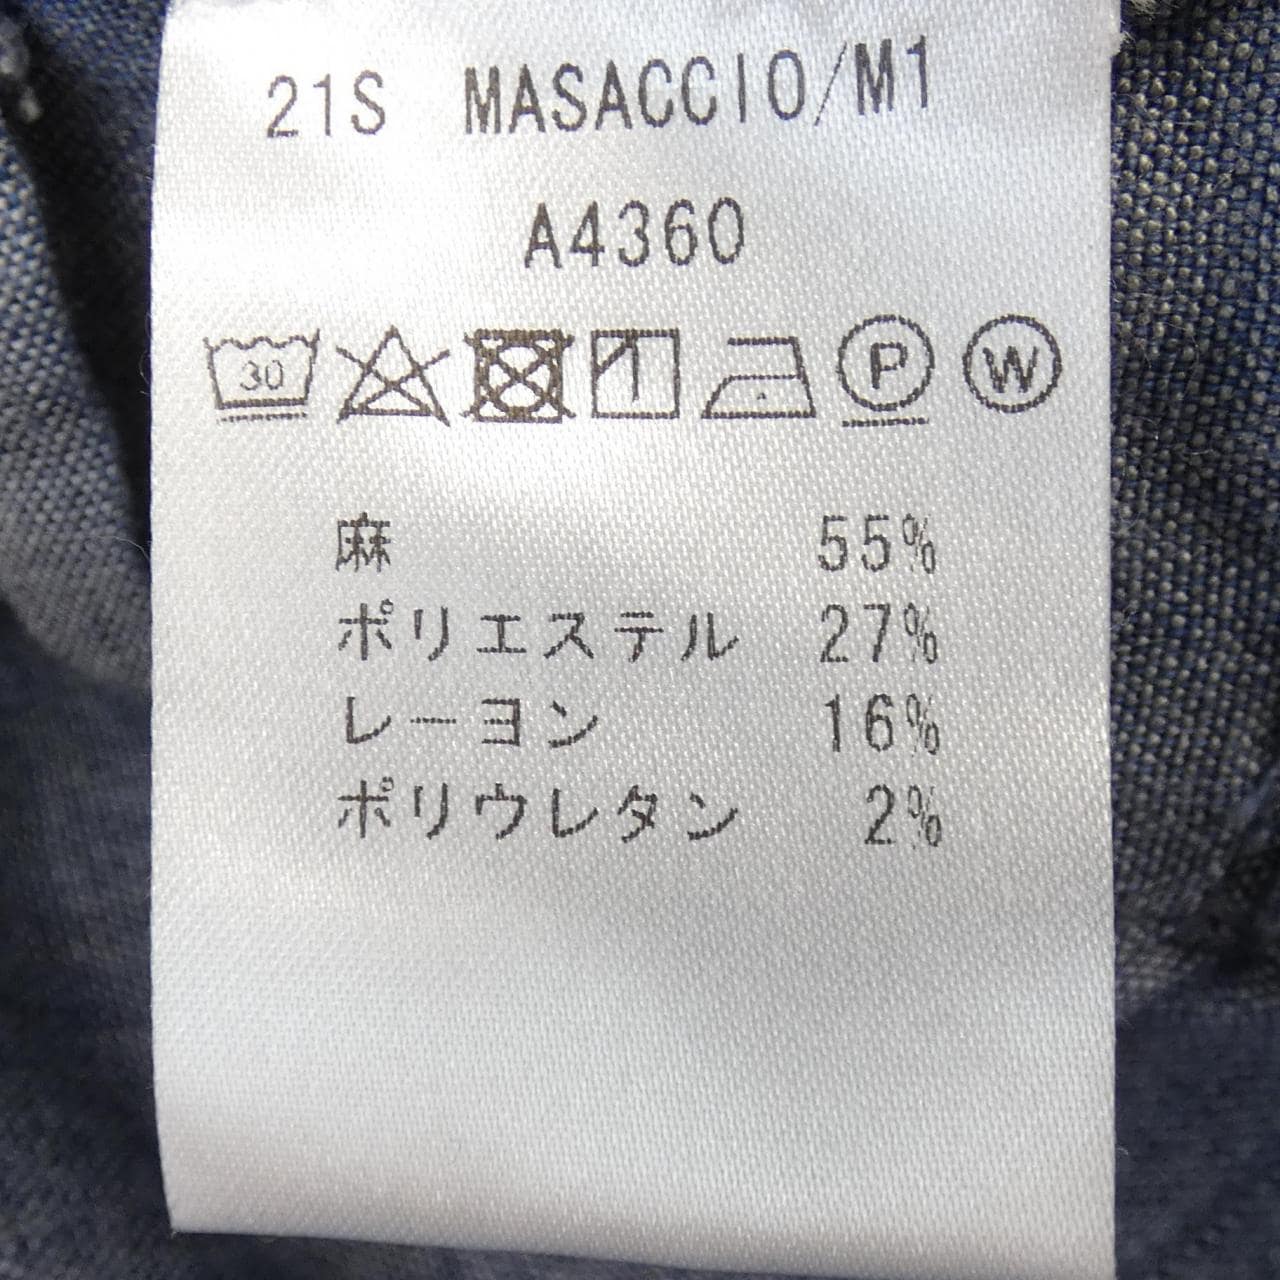 21S MASACCIO/M1
A4360
30 P W
麻 55%
ポリエステル 27%
レーヨン 16%
ポリウレタン 2%